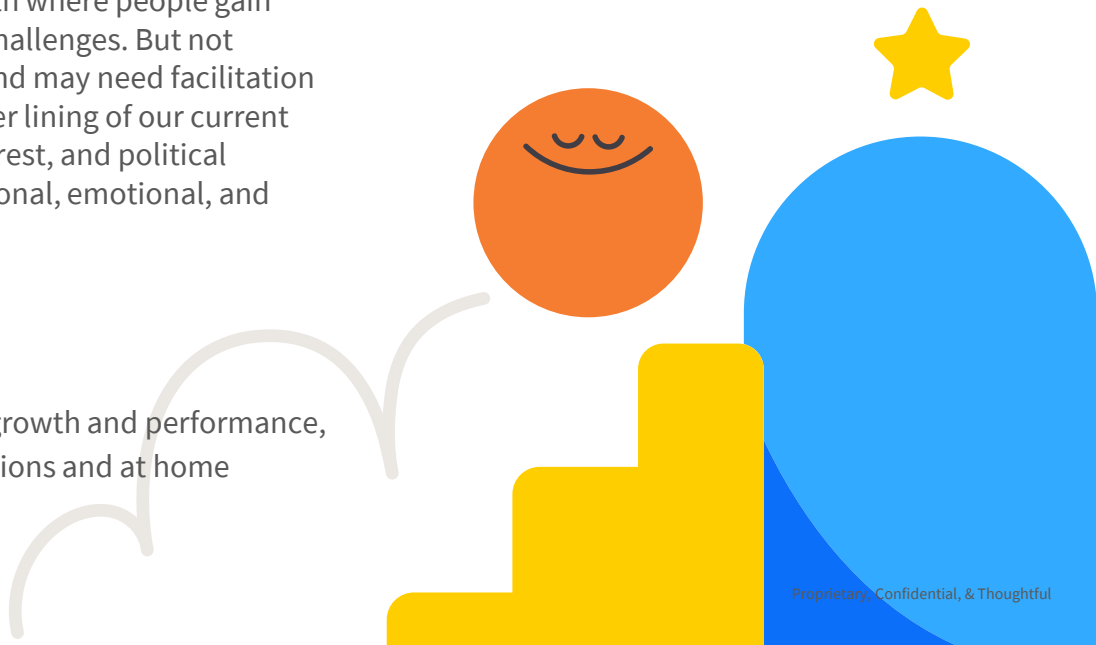 where people gain
hallenges. But not
nd may need facilitation
er lining of our current
rest, and political
onal, emotional, and
growth and performance,
ions and at home
Proprietary, Confidential, & Thoughtful